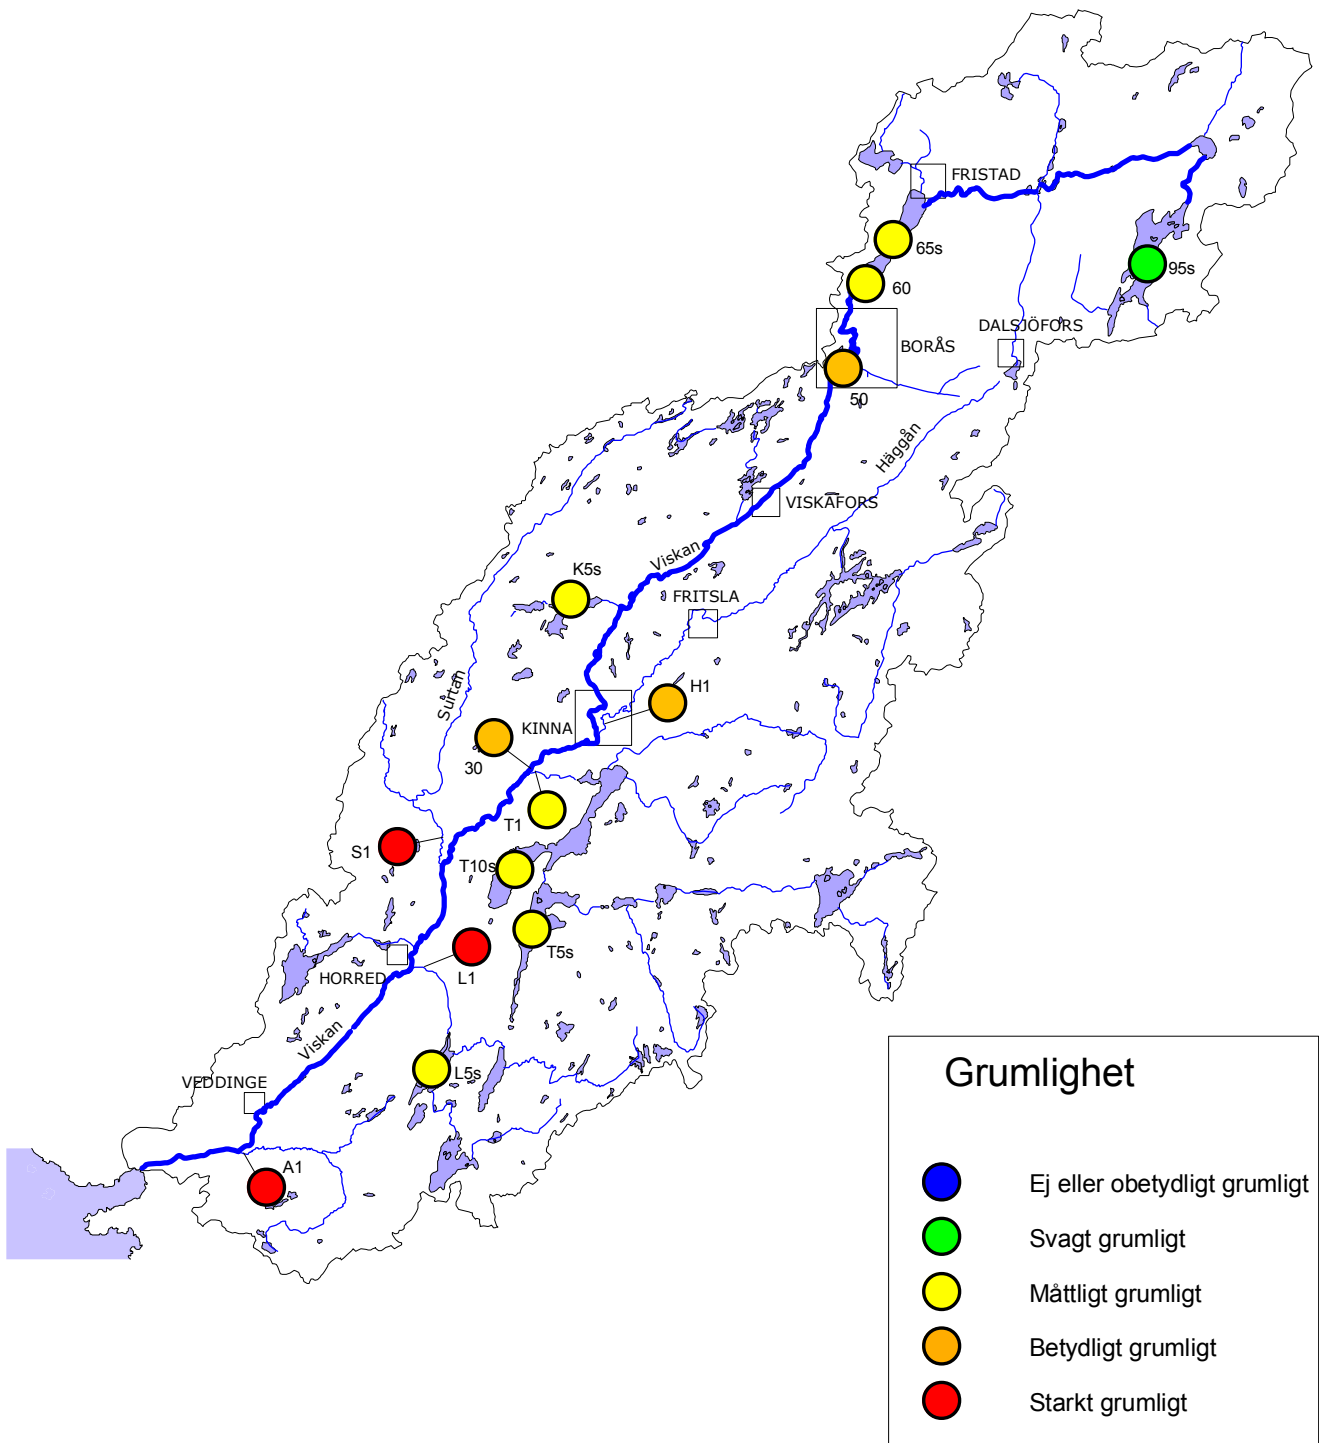 FRISTAD
65s
95s
60
DALSJÖFORS
BORÅS
50
Häggån
VISKAFORS
Viskan
K5s
FRITSLA
Surtan
H1
KINNA
30
T1
S1
T10s
T5s
HORRED
L1
Viskan
L5s
VEDDINGE
A1
Grumlighet
Ej eller obetydligt grumligt
Svagt grumligt
Måttligt grumligt
Betydligt grumligt
Starkt grumligt